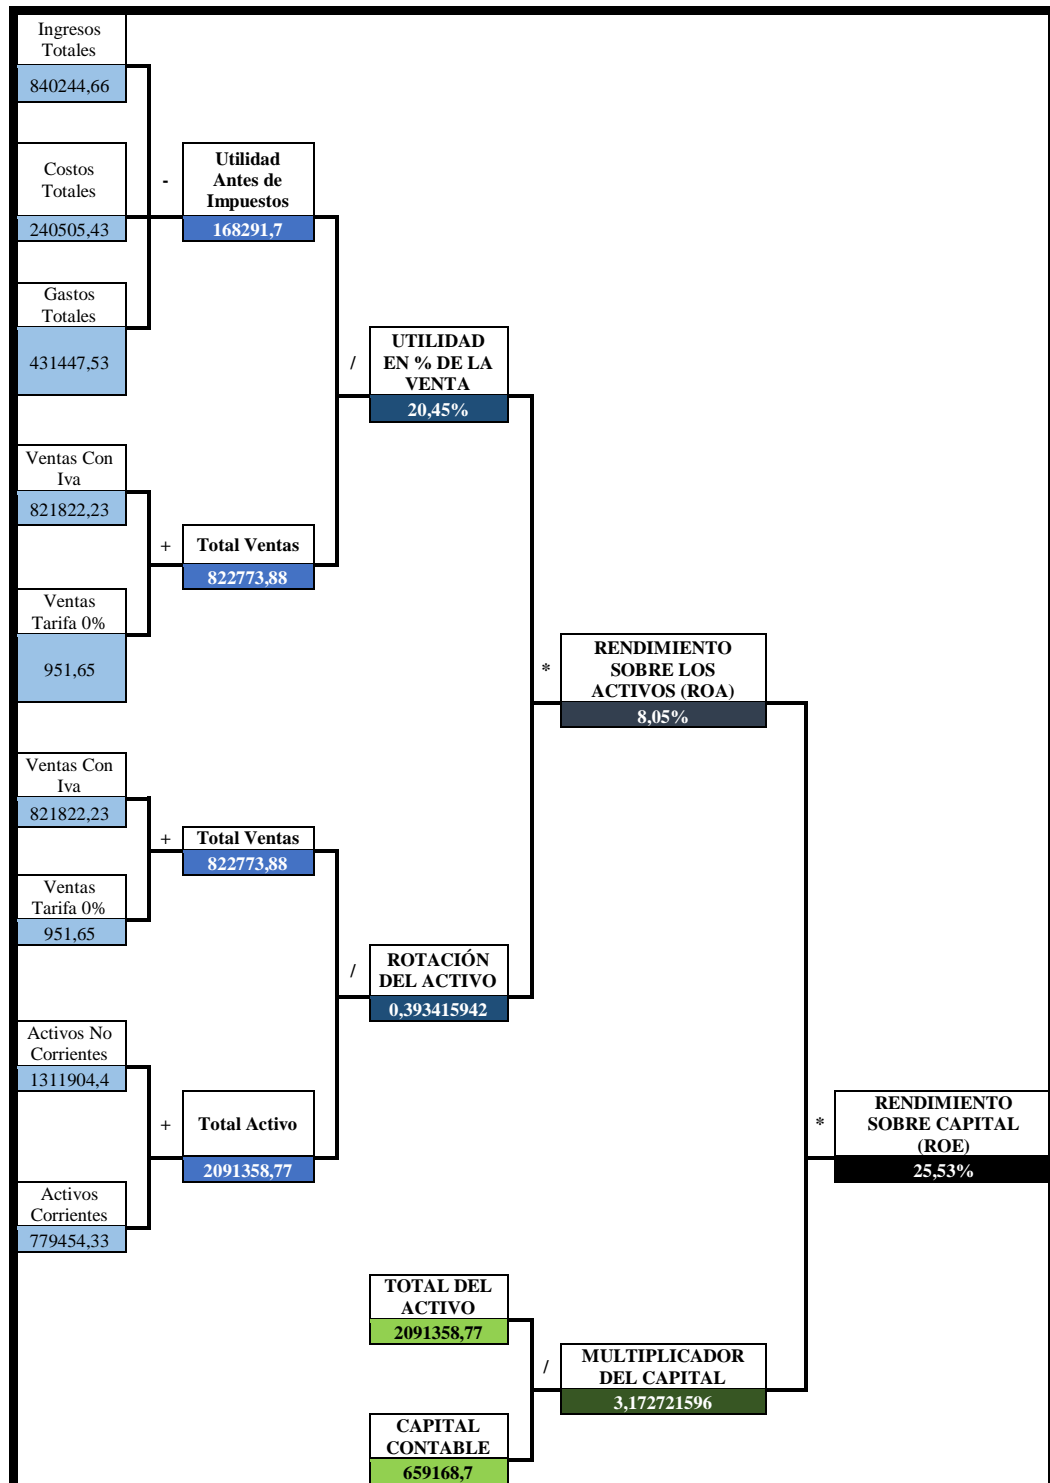 Ingresos
Totales
840244,66
Costos
Totales
240505,43
-
Utilidad
Antes de
Impuestos
168291,7
Gastos
Totales
431447,53
/
UTILIDAD
EN % DE LA
VENTA
20,45%
Ventas Con
Iva
821822,23
+
Total Ventas
822773,88
Ventas
Tarifa 0%
951,65
*
RENDIMIENTO
SOBRE LOS
ACTIVOS (ROA)
8,05%
Ventas Con
Iva
821822,23
+
Total Ventas
822773,88
Ventas
Tarifa 0%
951,65
/
ROTACIÓN
DEL ACTIVO
0,393415942
Activos No
Corrientes
1311904,4
+
Total Activo
2091358,77
*
RENDIMIENTO
SOBRE CAPITAL
(ROE)
25,53%
Activos
Corrientes
779454,33
TOTAL DEL
ACTIVO
2091358,77
/
MULTIPLICADOR
DEL CAPITAL
3,172721596
CAPITAL
CONTABLE
659168,7